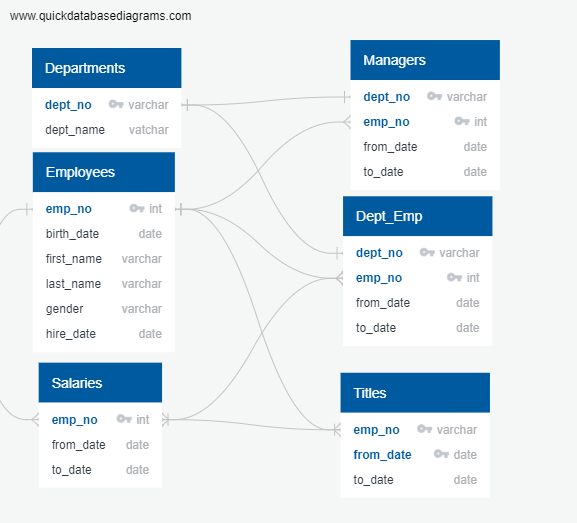 www.quickdatabasediagrams.com
Departments
dept_no varchar
dept_name vatchar
Employees
emp_no int
birth_date date
first_name varchar
last_name varchar
gender varchar
hire_date date
Salaries
emp_no int
from_date date
to_date date
Managers
dept_no varchar
emp_no int
from_date date
to_date date
Dept_Emp
dept_no varchar
emp_no int
from_date date
to_date date
Titles
emp_no varchar
from_date date
to_date date